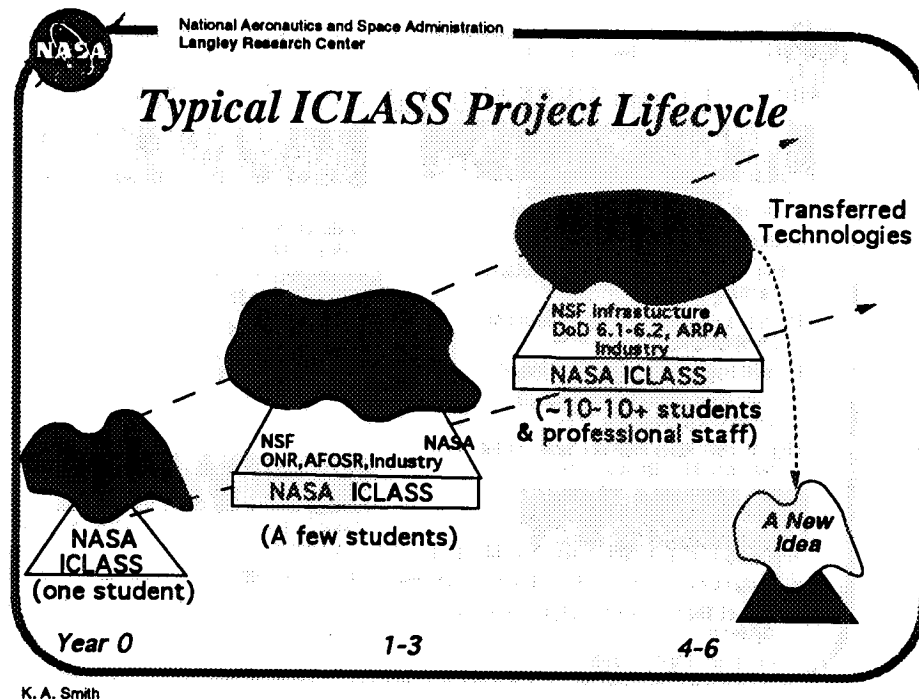 NASA
National Aeronautics and Space Administration
Langley Research Center
Typical ICLASS Project Lifecycle
Transferred
Technologies
NSF Infrastucture
DoD 6.1-6.2, ARPA
Industry
NASA ICLASS
(~10-10+ students
& professional staff)
NSF
NASA
ONR,AFOSR,Industry
NASA ICLASS
(A few students)
NASA
ICLASS
(one student)
A New
Idea
Year 0
1-3
4-6
K. A. Smith